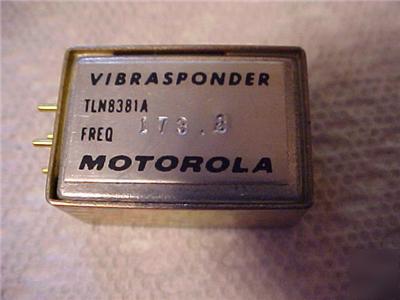 VIBRASPONDER
TLN8381A
FREQ 173.8
MOTOROLA